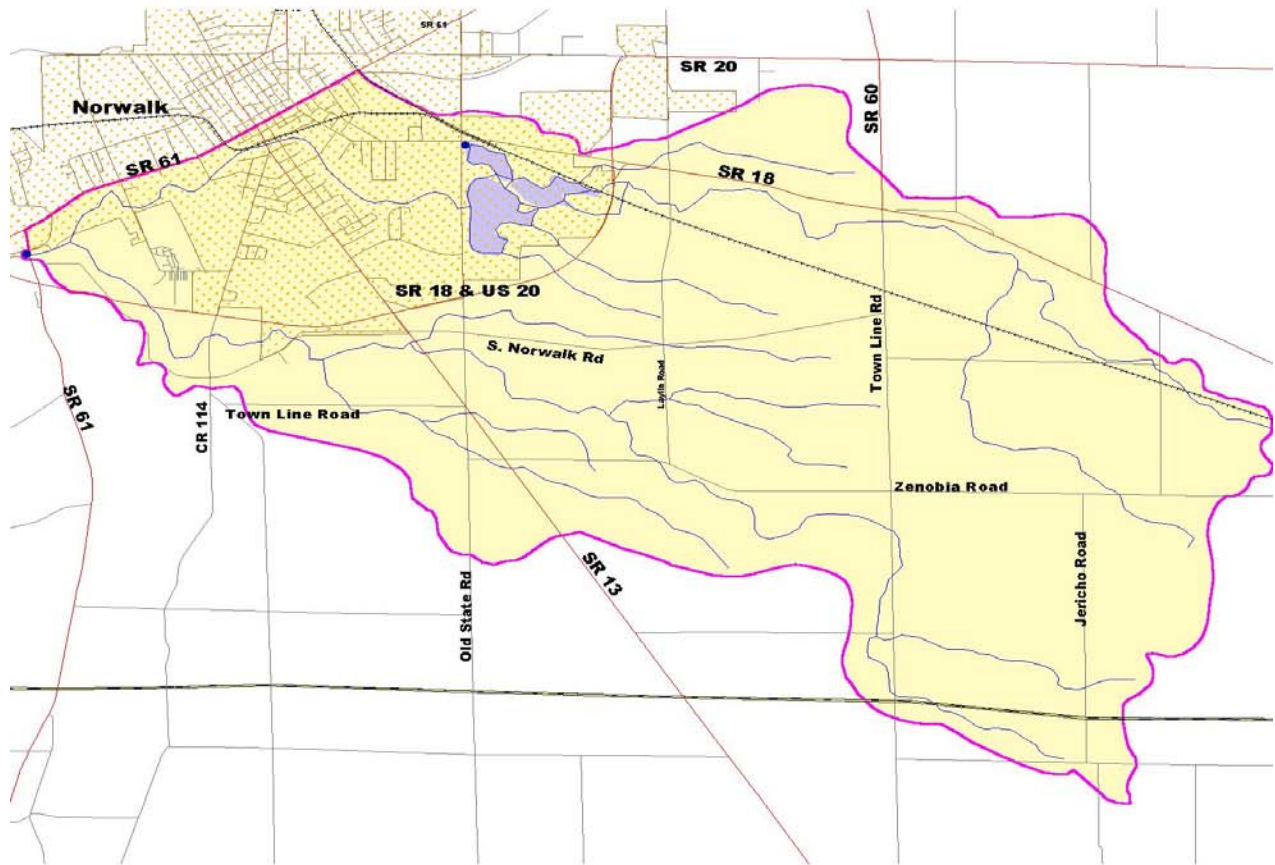 SR 61
SR 20
Norwalk
SR 60
SR 61
SR 18
SR 18 & US 20
Town Line Rd
S. Norwalk Rd
Laylin Road
SR 61
CR 114
Town Line Road
Zenobia Road
SR 13
Old State Rd
Jericho Road